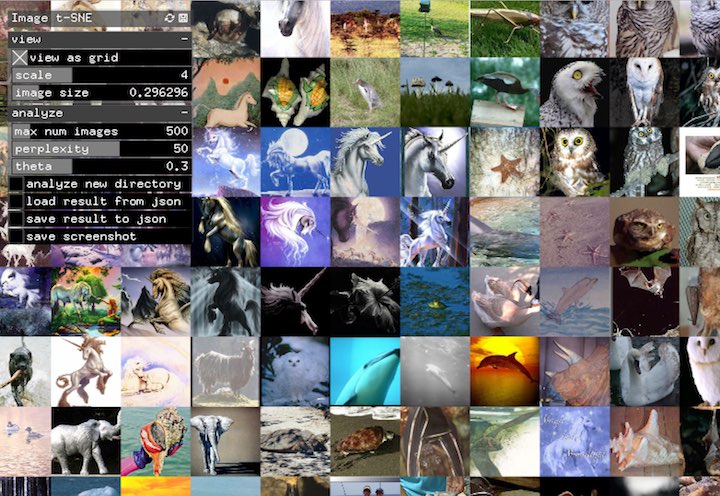 Image t-SNE
view
view as grid
scale 4
image size 0.296296
analyze
max num images 500
perplexity 50
theta 0.3
analyze new directory
load result from json
save result to json
save screenshot